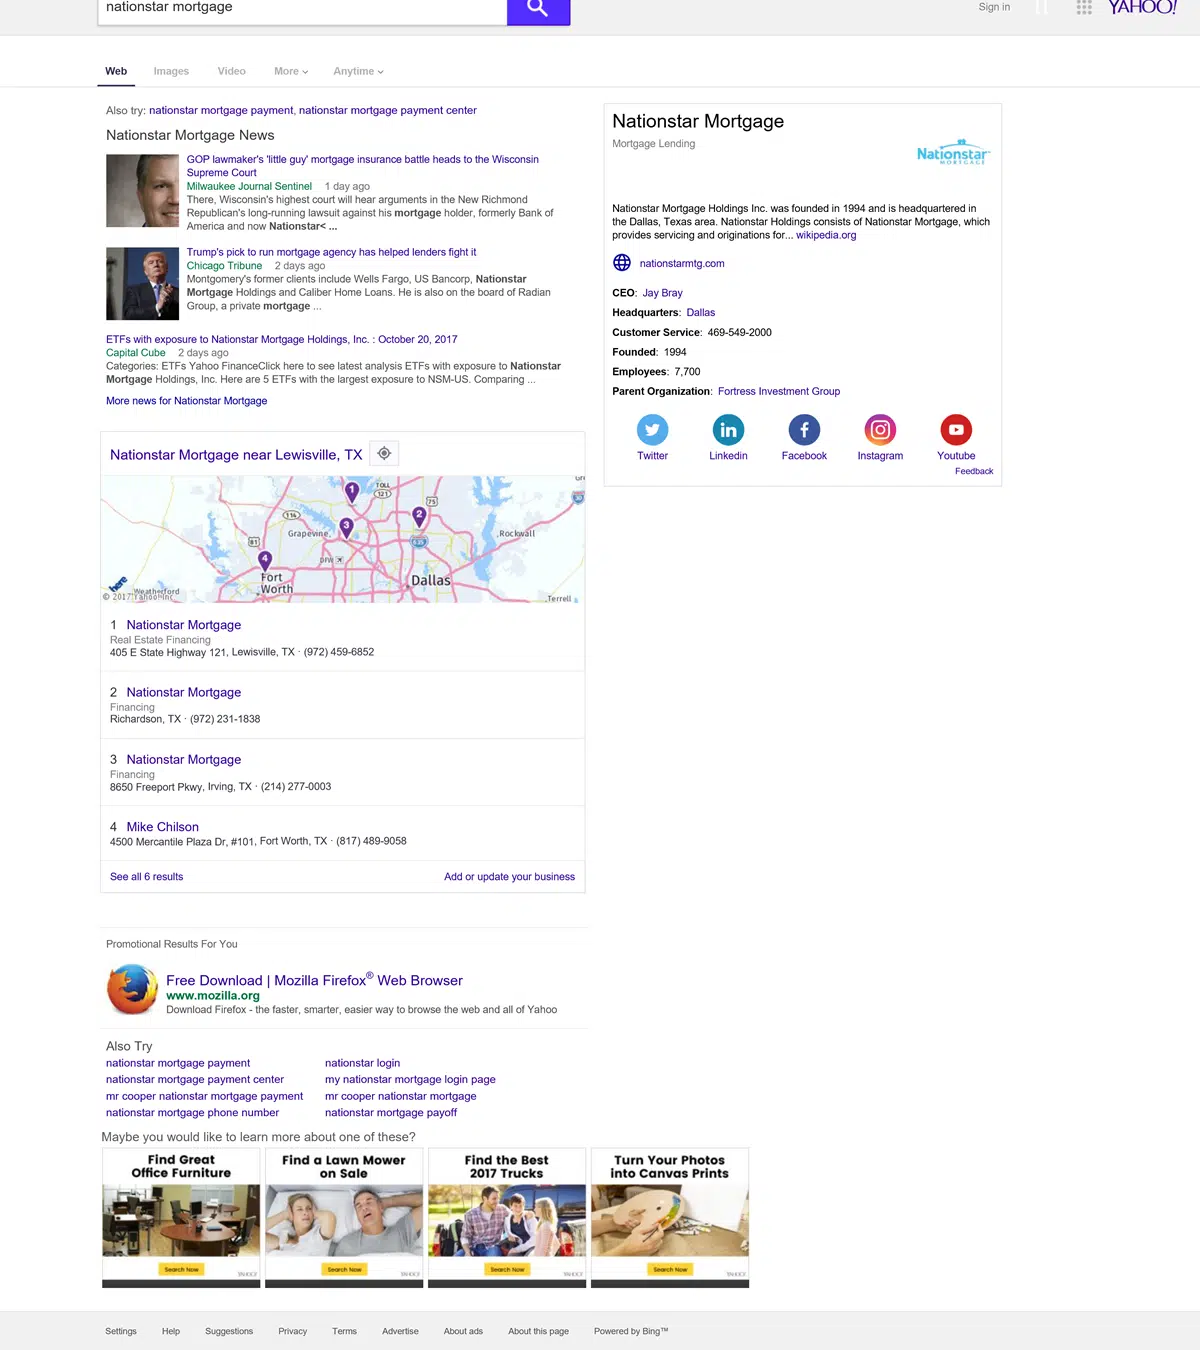 nationstar mortgage
Sign in
YAHOO!
Web
Images
Video
More
Anytime
Also try: nationstar mortgage payment, nationstar mortgage payment center
Nationstar Mortgage News
GOP lawmaker's 'little guy' mortgage insurance battle heads to the Wisconsin
Supreme Court
Milwaukee Journal Sentinel 1 day ago
There, Wisconsin's highest court will hear arguments in the New Richmond
Republican's long-running lawsuit against his mortgage holder, formerly Bank of
America and now Nationstar< ...
Trump's pick to run mortgage agency has helped lenders fight it
Chicago Tribune 2 days ago
Montgomery's former clients include Wells Fargo, US Bancorp, Nationstar
Mortgage Holdings and Caliber Home Loans. He is also on the board of Radian
Group, a private mortgage ...
ETFs with exposure to Nationstar Mortgage Holdings, Inc. : October 20, 2017
Capital Cube 2 days ago
Categories: ETFs Yahoo FinanceClick here to see latest analysis ETFs with exposure to Nationstar
Mortgage Holdings, Inc. Here are 5 ETFs with the largest exposure to NSM-US. Comparing ...
More news for Nationstar Mortgage
Nationstar Mortgage near Lewisville, TX
1
TOLL
121
75
2
114
3
Grapevine
Rockwall
81
635
4
DFW
Fort
Worth
Dallas
here
Weatherford
© 2017 Yahoo! Inc
Terrell
30
1 Nationstar Mortgage
Real Estate Financing
405 E State Highway 121, Lewisville, TX · (972) 459-6852
2 Nationstar Mortgage
Financing
Richardson, TX · (972) 231-1838
3 Nationstar Mortgage
Financing
8650 Freeport Pkwy, Irving, TX · (214) 277-0003
4 Mike Chilson
4500 Mercantile Plaza Dr, #101, Fort Worth, TX · (817) 489-9058
See all 6 results
Add or update your business
Nationstar Mortgage
Mortgage Lending
Nationstar
MORTGAGE
Nationstar Mortgage Holdings Inc. was founded in 1994 and is headquartered in
the Dallas, Texas area. Nationstar Holdings consists of Nationstar Mortgage, which
provides servicing and originations for... wikipedia.org
nationstarmtg.com
CEO: Jay Bray
Headquarters: Dallas
Customer Service: 469-549-2000
Founded: 1994
Employees: 7,700
Parent Organization: Fortress Investment Group
Twitter
Linkedin
Facebook
Instagram
Youtube
Feedback
Promotional Results For You
Free Download | Mozilla Firefox® Web Browser
www.mozilla.org
Download Firefox - the faster, smarter, easier way to browse the web and all of Yahoo
Also Try
nationstar mortgage payment
nationstar login
nationstar mortgage payment center
my nationstar mortgage login page
mr cooper nationstar mortgage payment
mr cooper nationstar mortgage
nationstar mortgage phone number
nationstar mortgage payoff
Maybe you would like to learn more about one of these?
Find Great
Office Furniture
Search Now
YAHOO!
Find a Lawn Mower
on Sale
Search Now
YAHOO!
Find the Best
2017 Trucks
Search Now
YAHOO!
Turn Your Photos
into Canvas Prints
Search Now
YAHOO!
Settings
Help
Suggestions
Privacy
Terms
Advertise
About ads
About this page
Powered by Bing™